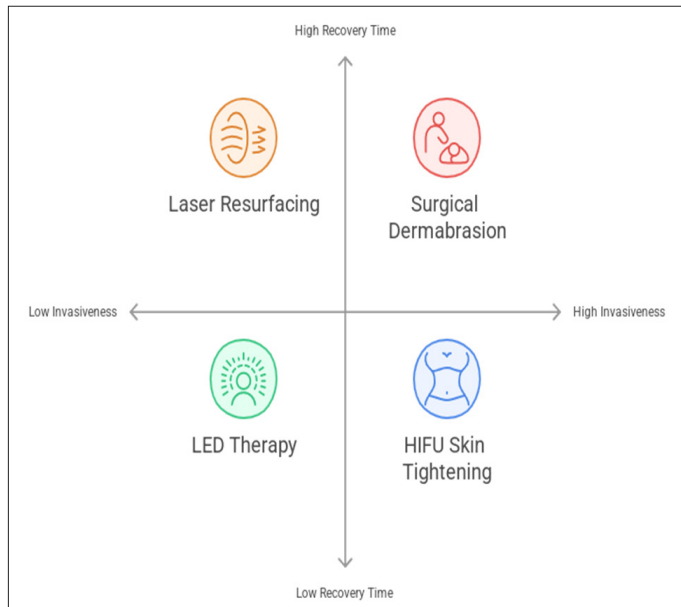 High Recovery Time
Laser Resurfacing
Surgical
Dermabrasion
Low Invasiveness
High Invasiveness
LED Therapy
HIFU Skin
Tightening
Low Recovery Time